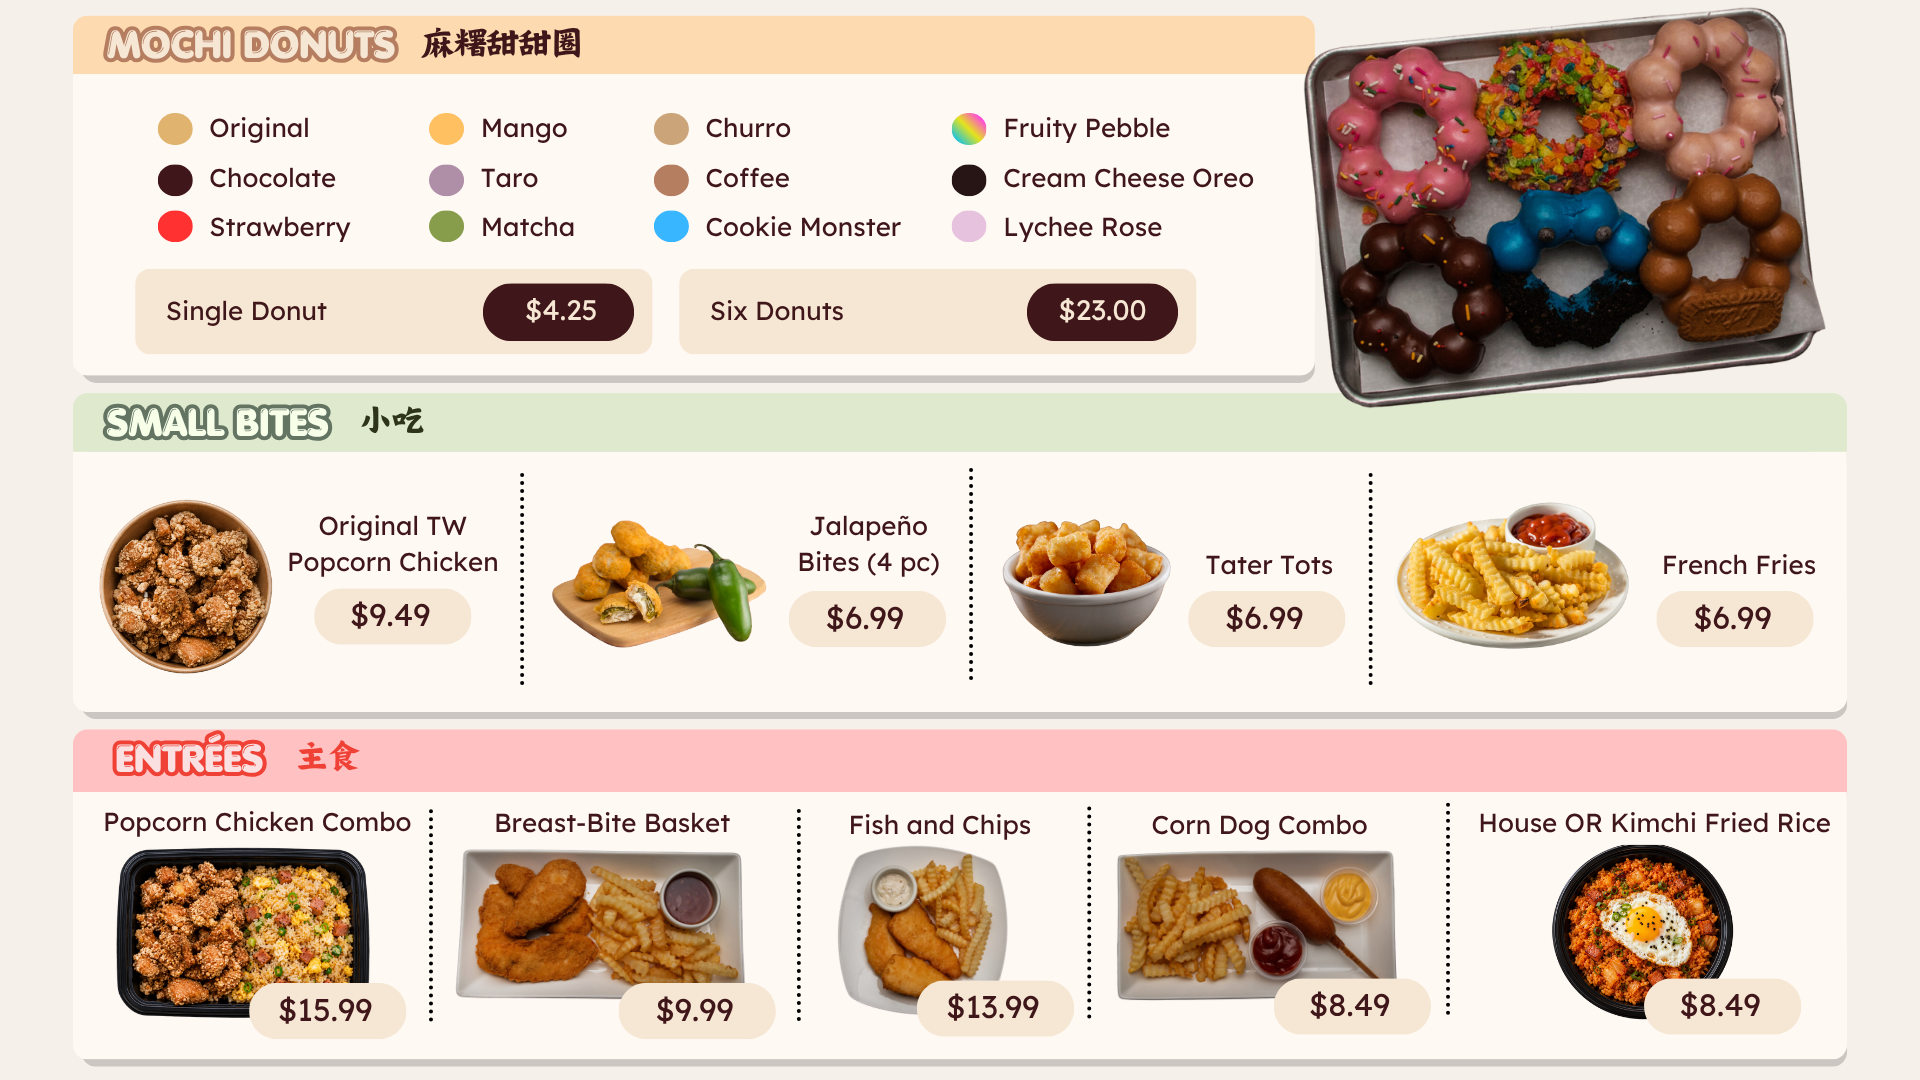 MOCHI DONUTS 麻糬甜甜圈
Original
Mango
Churro
Fruity Pebble
Chocolate
Taro
Coffee
Cream Cheese Oreo
Strawberry
Matcha
Cookie Monster
Lychee Rose
Single Donut $4.25
Six Donuts $23.00
SMALL BITES 小吃
Original TW
Popcorn Chicken
$9.49
Jalapeño
Bites (4 pc)
$6.99
Tater Tots
$6.99
French Fries
$6.99
ENTRÉES 主食
Popcorn Chicken Combo
$15.99
Breast-Bite Basket
$9.99
Fish and Chips
$13.99
Corn Dog Combo
$8.49
House OR Kimchi Fried Rice
$8.49